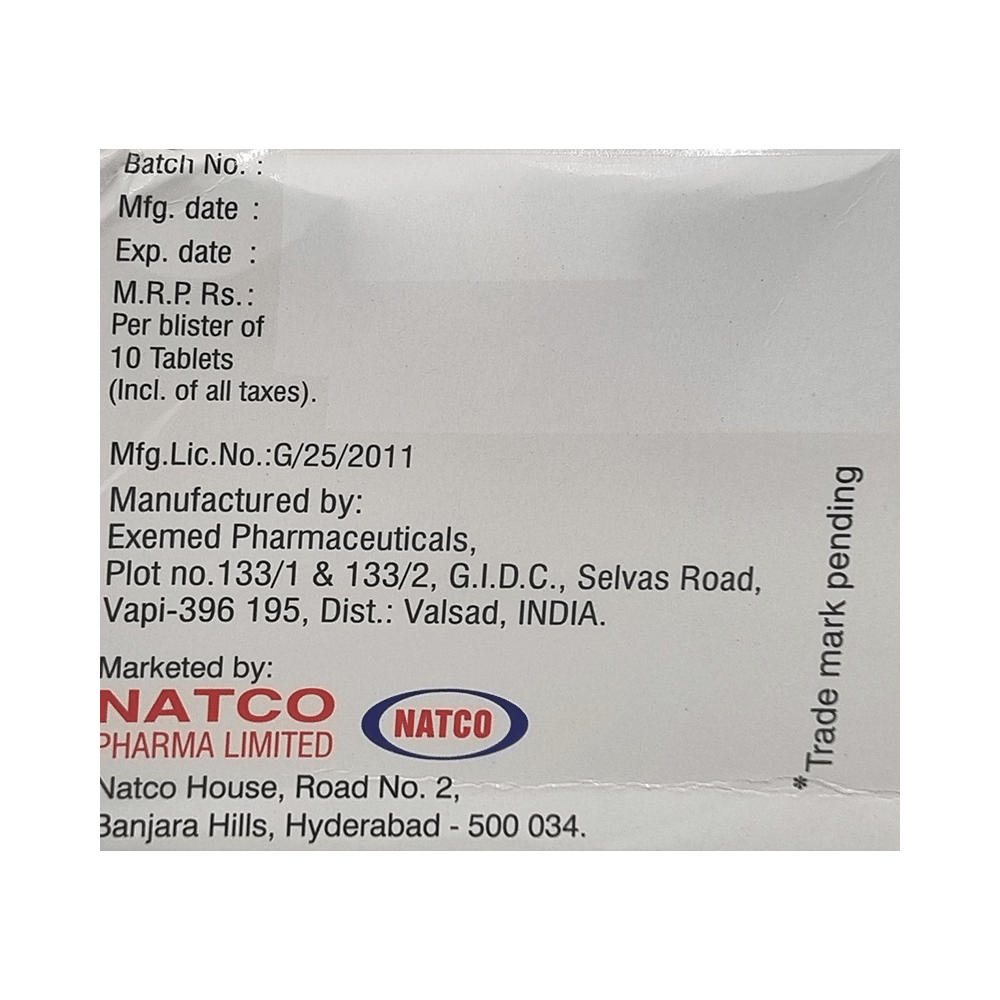 Batch No. :
Mfg. date :
Exp. date :
M.R.P. Rs. :
Per blister of
10 Tablets
(Incl. of all taxes).
Mfg.Lic.No.:G/25/2011
Manufactured by:
Exemed Pharmaceuticals,
Plot no.133/1 & 133/2, G.I.D.C., Selvas Road,
Vapi-396 195, Dist.: Valsad, INDIA.
Marketed by:
NATCO
PHARMA LIMITED
NATCO
Natco House, Road No. 2,
Banjara Hills, Hyderabad - 500 034.
*Trade mark pending